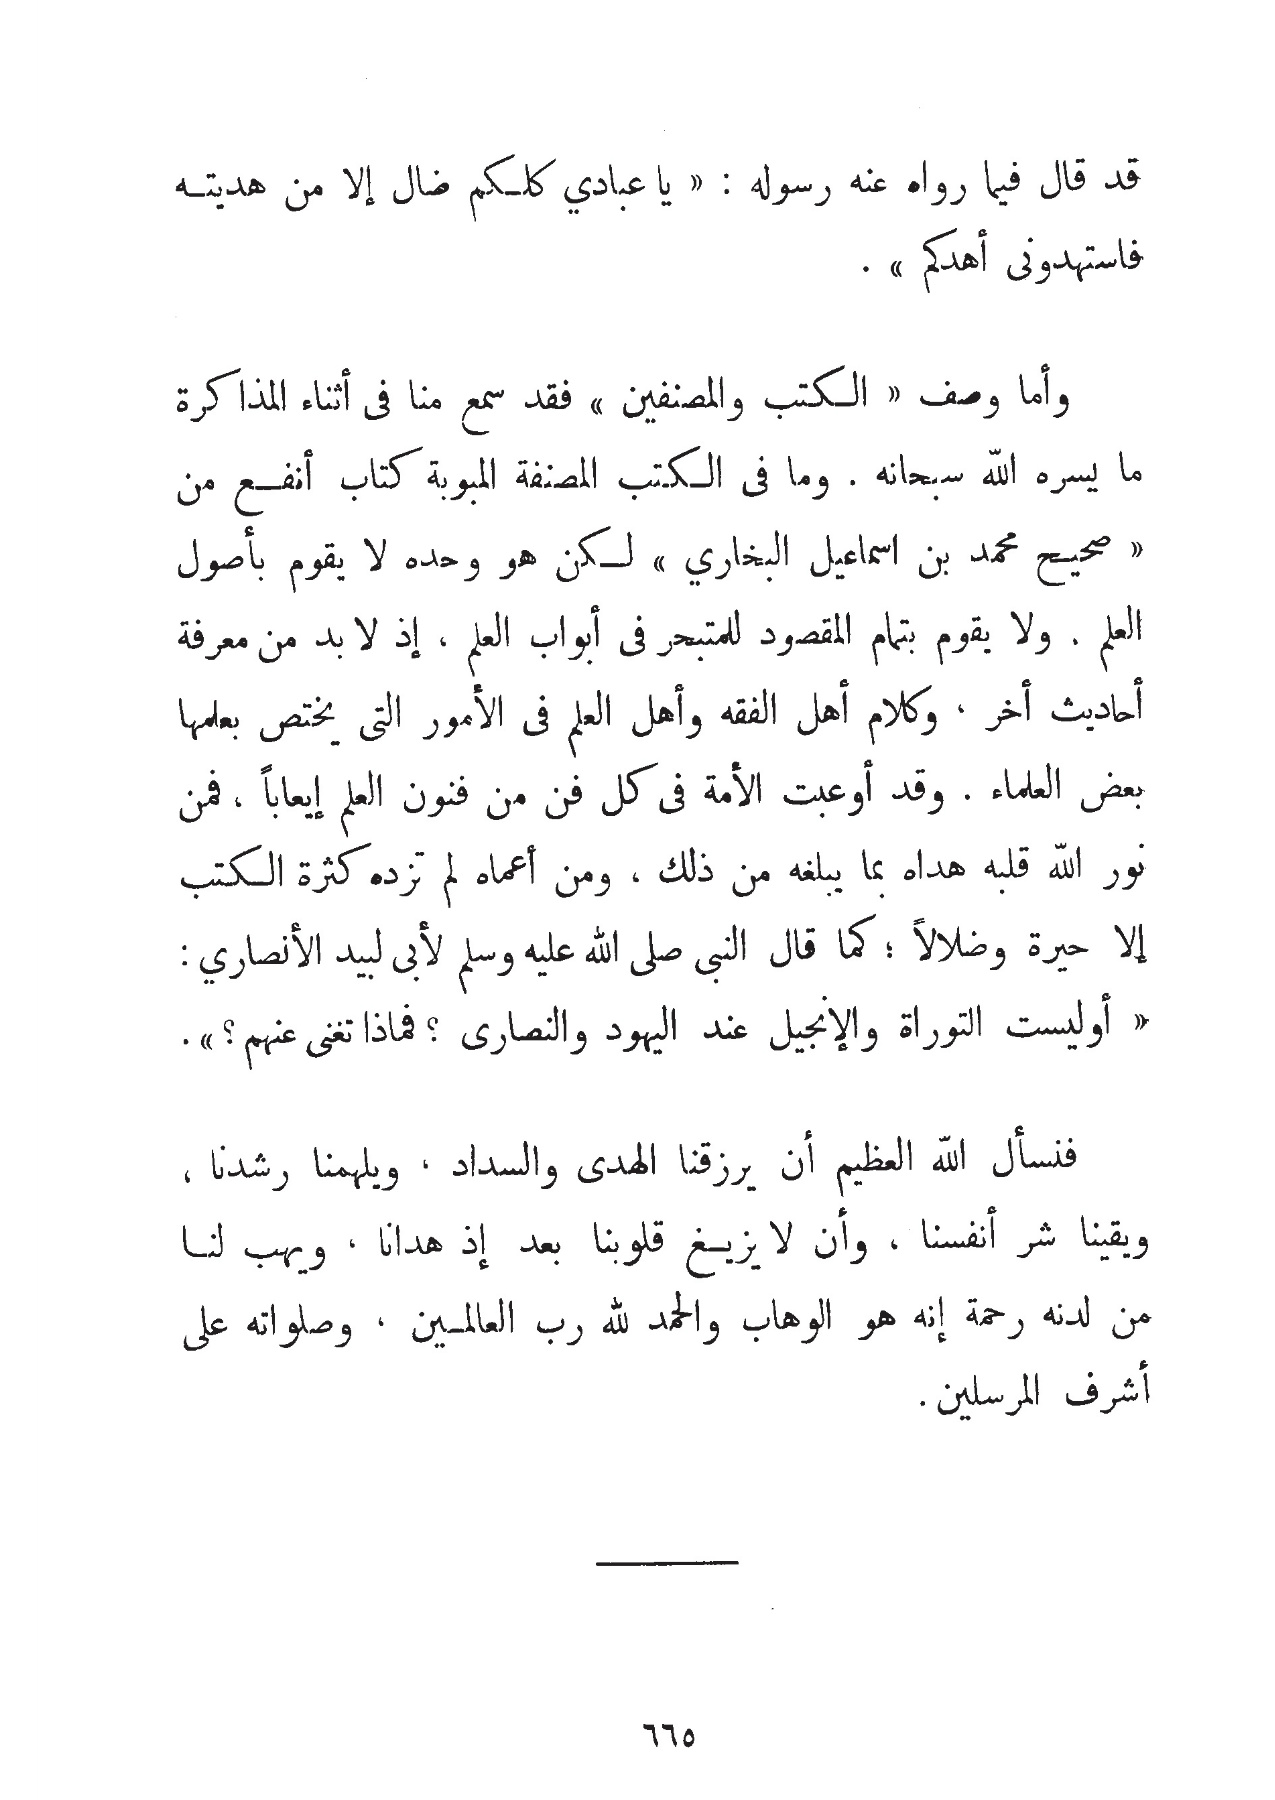 قد قال فيما رواه عنه رسوله : « يا عبادي كلكم ضال إلا من هديته
فاستهدونى أهدكم » .
وأما وصف « الكتب والمصنفين » فقد سمع منا فى أثناء المذاكرة
ما يسره الله سبحانه . وما فى الكتب المصنفة المبوبة كتاب أنفع من
« صحيح محمد بن اسماعيل البخاري » لكن هو وحده لا يقوم بأصول
العلم . ولا يقوم بتمام المقصود للمتبحر فى أبواب العلم ، إذ لا بد من معرفة
أحاديث أخر ، وكلام أهل الفقه وأهل العلم فى الأمور التى يختص بعلمها
بعض العلماء . وقد أوعبت الأمة فى كل فن من فنون العلم إيعاباً ، فمن
نور الله قلبه هداه بما يبلغه من ذلك ، ومن أعماه لم تزده كثرة الكتب
إلا حيرة وضلالاً ؛ كما قال النبى صلى الله عليه وسلم لأبى لبيد الأنصاري :
« أوليست التوراة والإنجيل عند اليهود والنصارى ؟ فماذا تغنى عنهم ؟ » .
فنسأل الله العظيم أن يرزقنا الهدى والسداد ، ويلهمنا رشدنا ،
ويقينا شر أنفسنا ، وأن لا يزيغ قلوبنا بعد إذ هدانا ، ويهب لنا
من لدنه رحمة إنه هو الوهاب والحمد لله رب العالمين ، وصلواته على
أشرف المرسلين .
٦٦٥